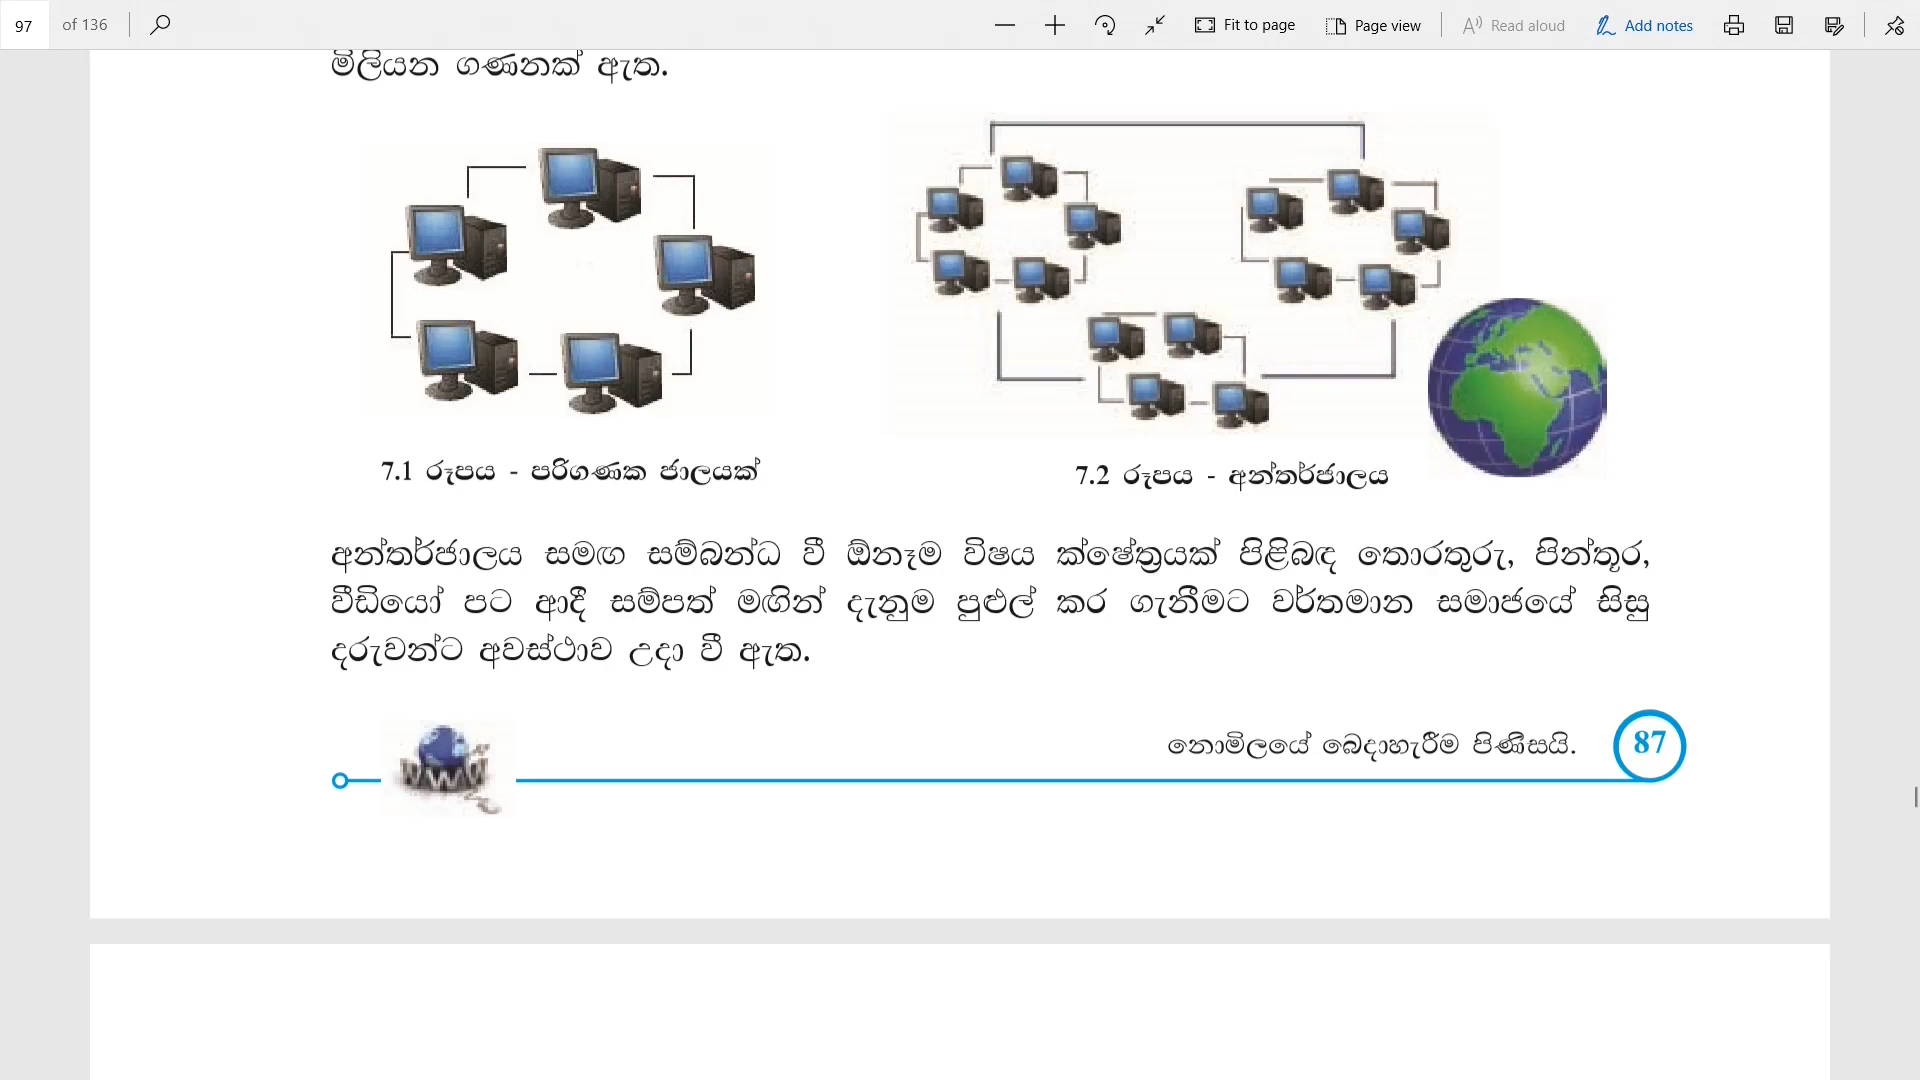 97 of 136 Fit to page Page view Read aloud Add notes
මිලියන ගණනක් ඇත.
7.1 රූපය - පරිගණක ජාලයක්
7.2 රූපය - අන්තර්ජාලය
අන්තර්ජාලය සමඟ සම්බන්ධ වී ඕනෑම විෂය ක්ෂේත්‍රයක් පිළිබඳ තොරතුරු, පින්තූර,
වීඩියෝ පට ආදී සම්පත් මඟින් දැනුම පුළුල් කර ගැනීමට වර්තමාන සමාජයේ සිසු
දරුවන්ට අවස්ථාව උදා වී ඇත.
WWW
නොමිලයේ බෙදාහැරීම පිණිසයි. 87